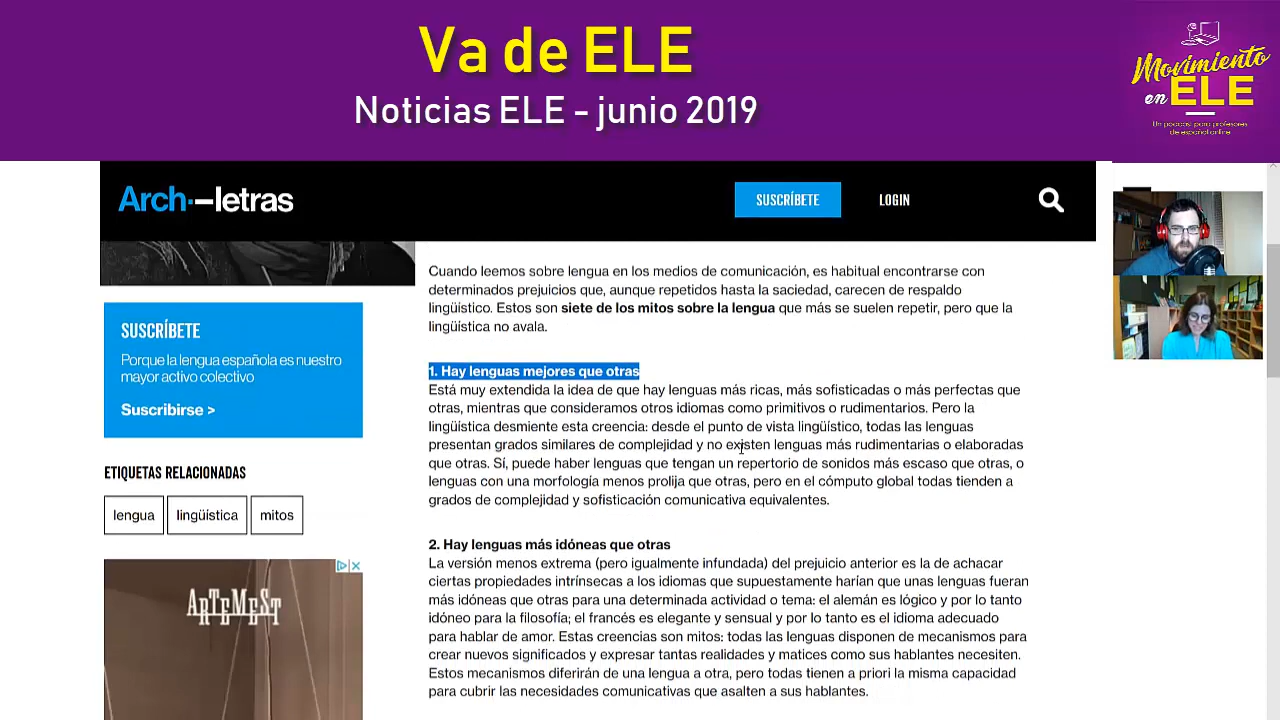 Va de ELE
Noticias ELE - junio 2019
Movimiento
en ELE
Un podcast para profesores
de español online
Arch·—letras
SUSCRÍBETE
LOGIN
SUSCRÍBETE
Porque la lengua española es nuestro
mayor activo colectivo
Suscribirse >
ETIQUETAS RELACIONADAS
lengua
lingüística
mitos
ARTEMEST
Cuando leemos sobre lengua en los medios de comunicación, es habitual encontrarse con
determinados prejuicios que, aunque repetidos hasta la saciedad, carecen de respaldo
lingüístico. Estos son siete de los mitos sobre la lengua que más se suelen repetir, pero que la
lingüística no avala.
1. Hay lenguas mejores que otras
Está muy extendida la idea de que hay lenguas más ricas, más sofisticadas o más perfectas que
otras, mientras que consideramos otros idiomas como primitivos o rudimentarios. Pero la
lingüística desmiente esta creencia: desde el punto de vista lingüístico, todas las lenguas
presentan grados similares de complejidad y no existen lenguas más rudimentarias o elaboradas
que otras. Sí, puede haber lenguas que tengan un repertorio de sonidos más escaso que otras, o
lenguas con una morfología menos prolija que otras, pero en el cómputo global todas tienden a
grados de complejidad y sofisticación comunicativa equivalentes.
2. Hay lenguas más idóneas que otras
La versión menos extrema (pero igualmente infundada) del prejuicio anterior es la de achacar
ciertas propiedades intrínsecas a los idiomas que supuestamente harían que unas lenguas fueran
más idóneas que otras para una determinada actividad o tema: el alemán es lógico y por lo tanto
idóneo para la filosofía; el francés es elegante y sensual y por lo tanto es el idioma adecuado
para hablar de amor. Estas creencias son mitos: todas las lenguas disponen de mecanismos para
crear nuevos significados y expresar tantas realidades y matices como sus hablantes necesiten.
Estos mecanismos diferirán de una lengua a otra, pero todas tienen a priori la misma capacidad
para cubrir las necesidades comunicativas que asalten a sus hablantes.